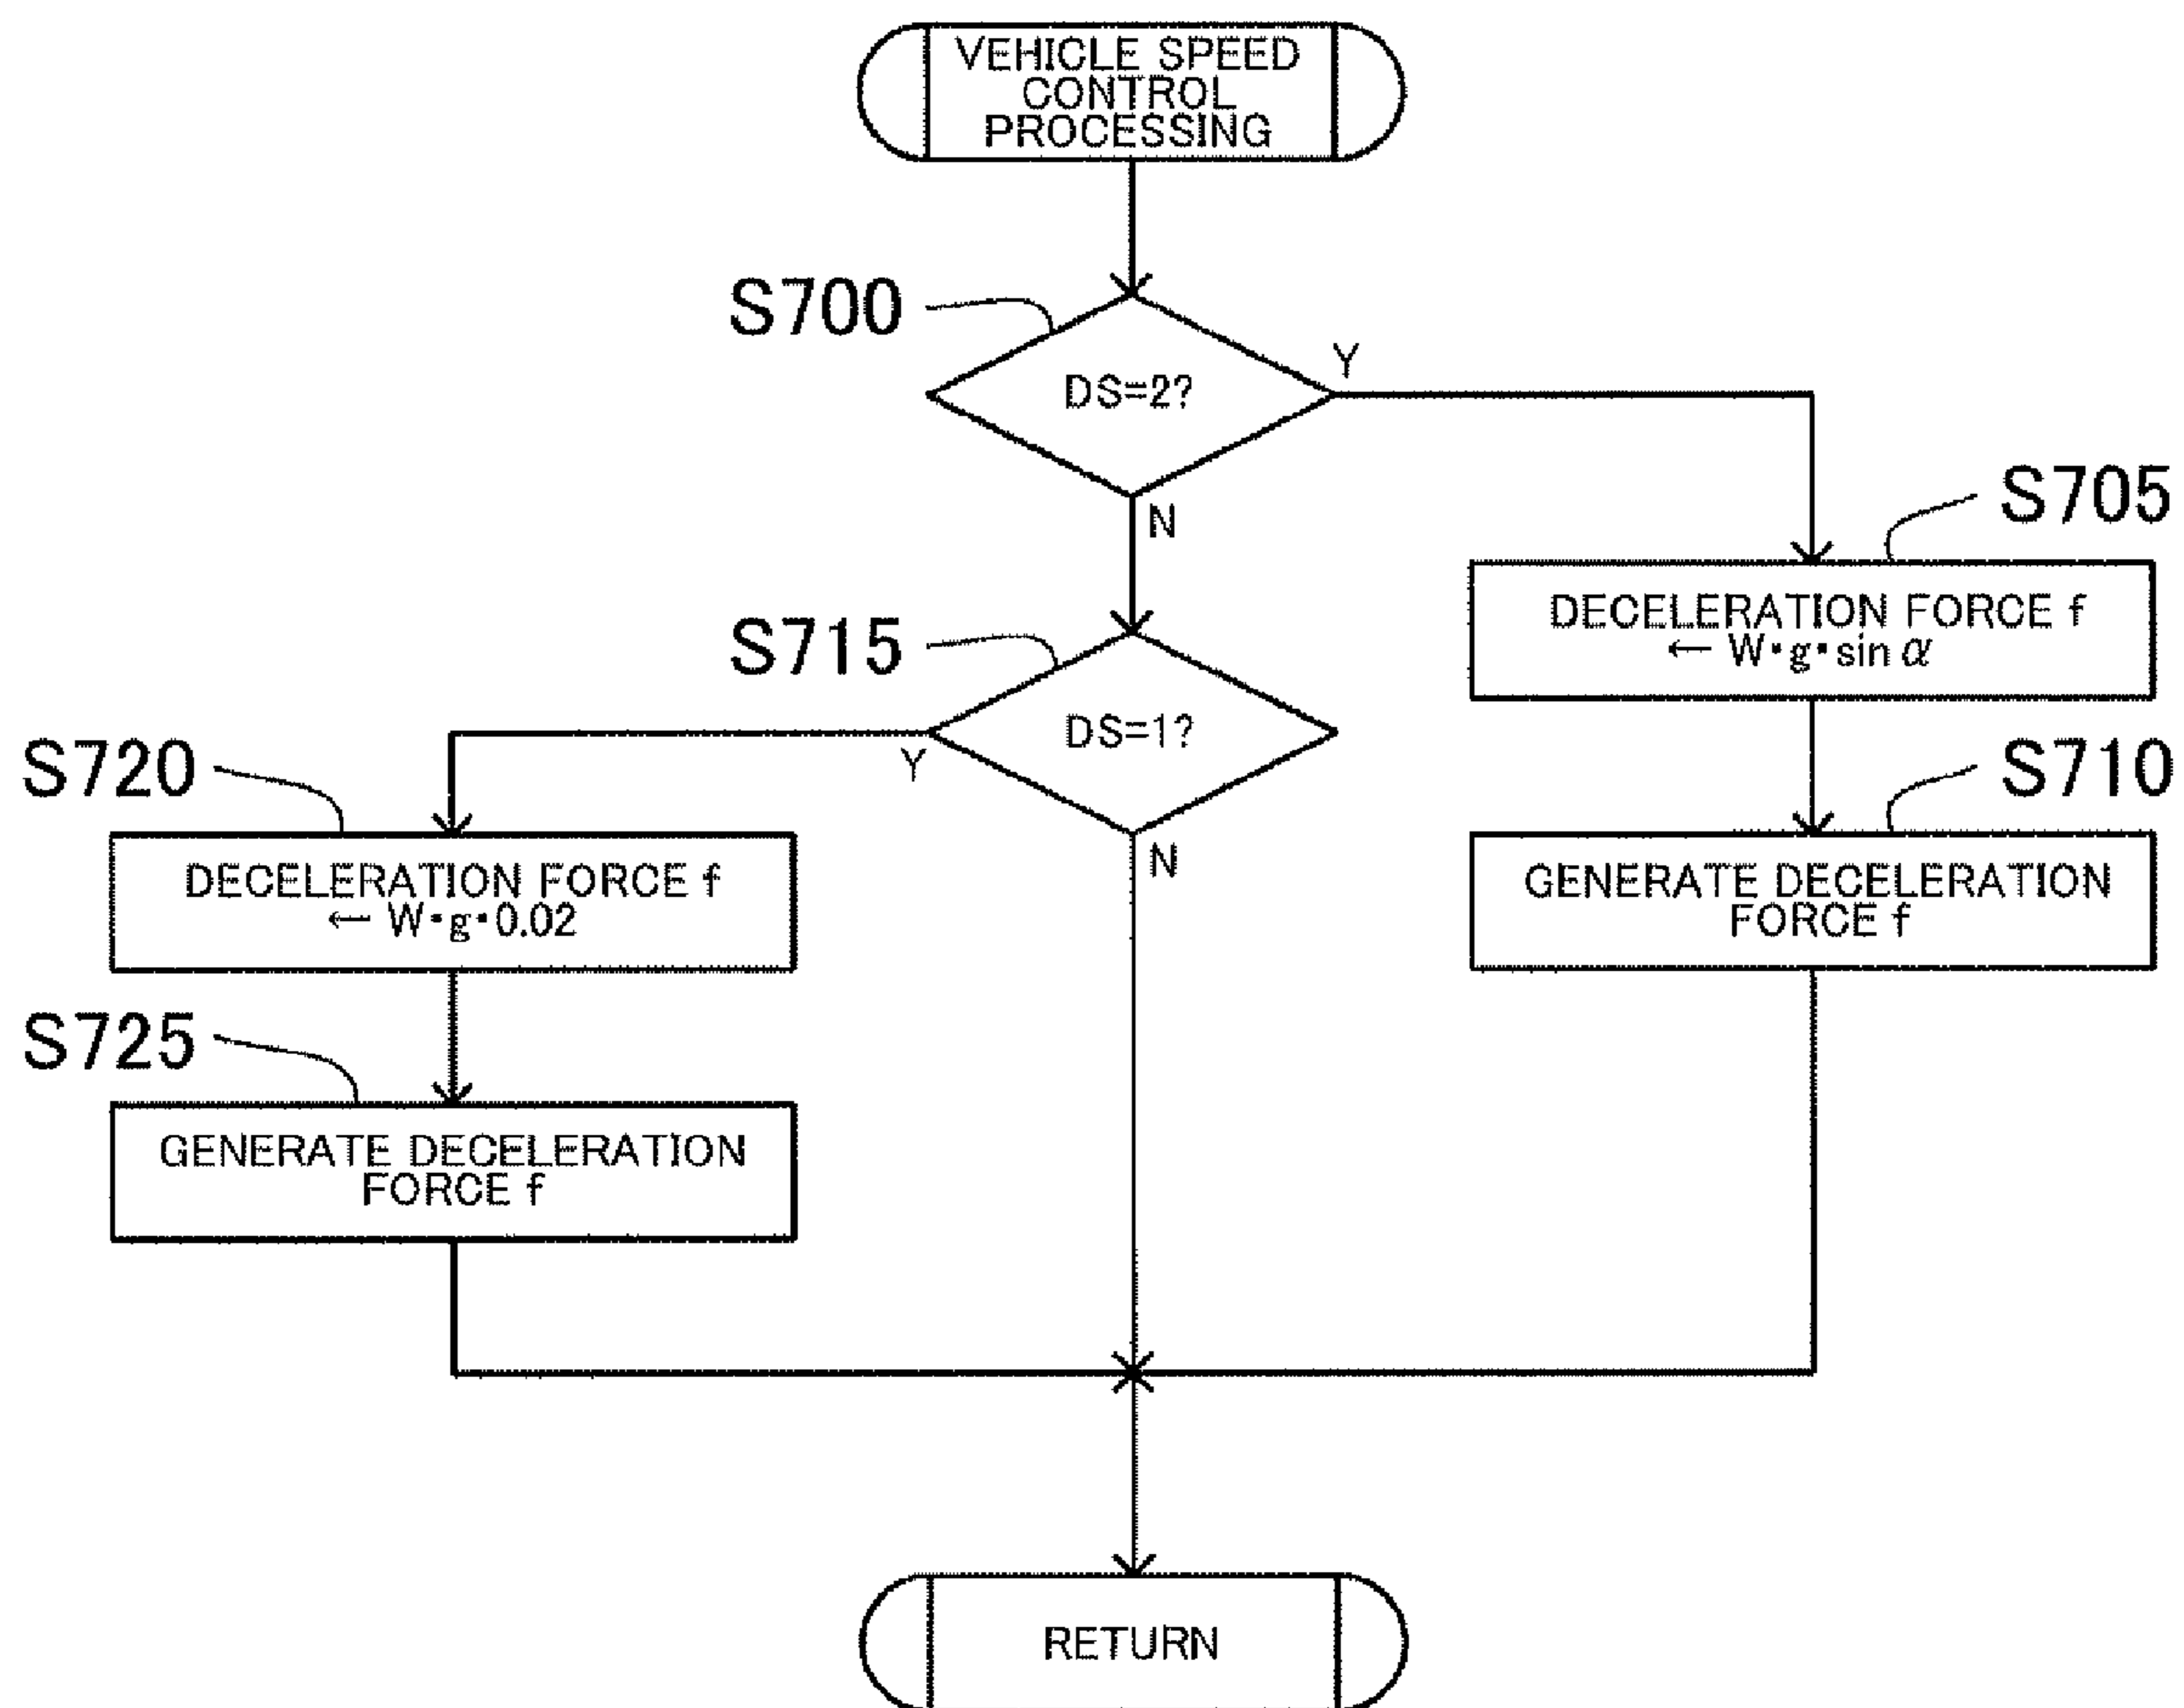 VEHICLE SPEED
CONTROL
PROCESSING
S700
DS=2?
Y
N
S705
DECELERATION FORCE f
← W·g·sin α
S710
GENERATE DECELERATION
FORCE f
S715
DS=1?
Y
N
S720
DECELERATION FORCE f
← W·g·0.02
S725
GENERATE DECELERATION
FORCE f
RETURN